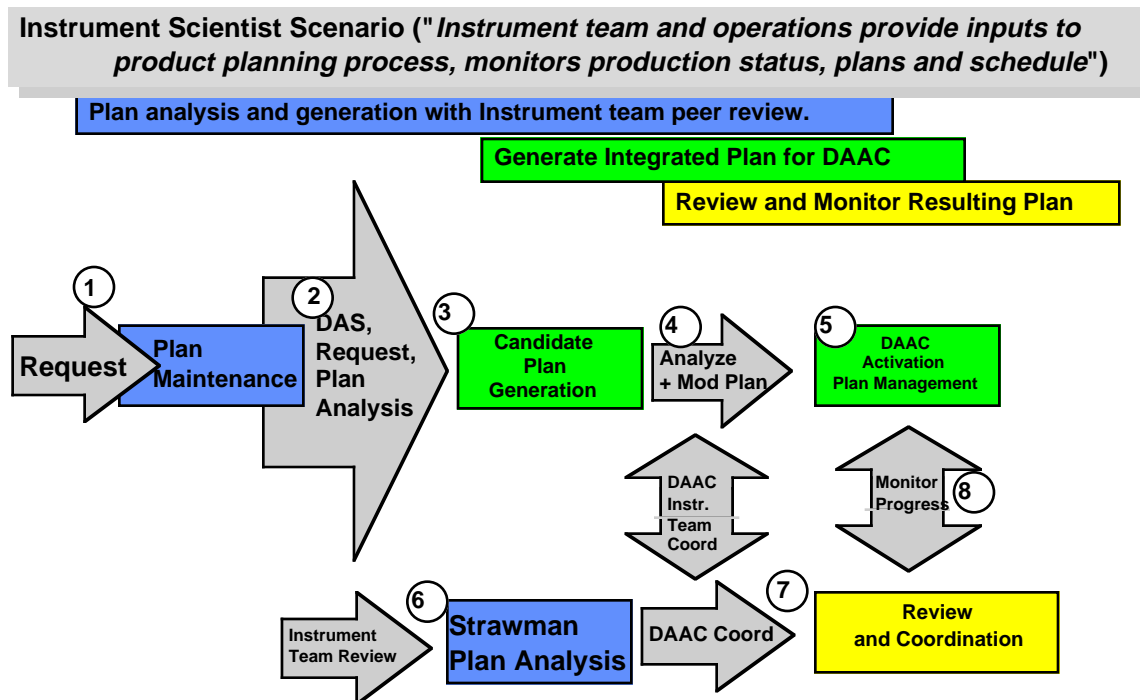 Instrument Scientist Scenario ("Instrument team and operations provide inputs to
product planning process, monitors production status, plans and schedule")
Plan analysis and generation with Instrument team peer review.
Generate Integrated Plan for DAAC
Review and Monitor Resulting Plan
1
Request
Plan
Maintenance
2
DAS,
Request,
Plan
Analysis
3
Candidate
Plan
Generation
4
Analyze
+ Mod Plan
5
DAAC
Activation
Plan Management
DAAC
Instr.
Team
Coord
Monitor
Progress
8
Instrument
Team Review
6
Strawman
Plan Analysis
DAAC Coord
7
Review
and Coordination